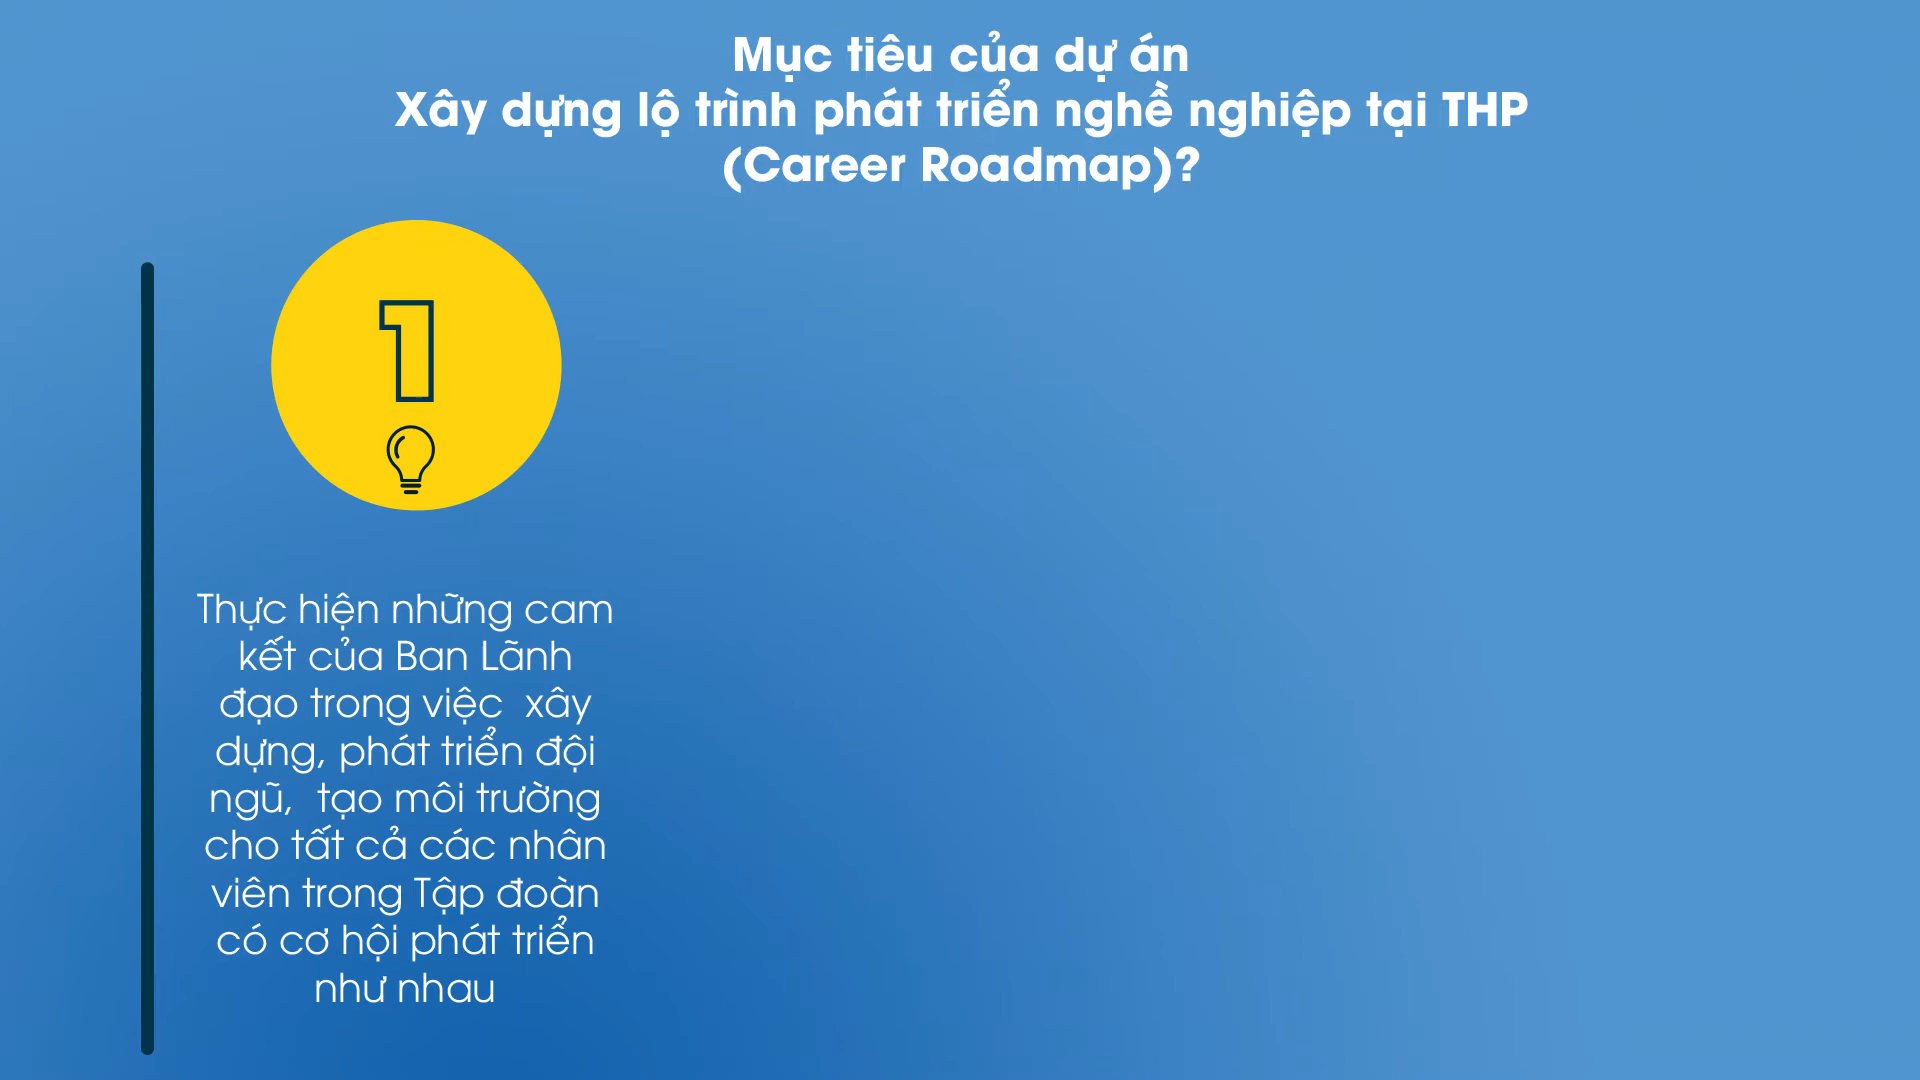 Mục tiêu của dự án
Xây dựng lộ trình phát triển nghề nghiệp tại THP
(Career Roadmap)?
1
Thực hiện những cam
kết của Ban Lãnh
đạo trong việc  xây
dựng, phát triển đội
ngũ,  tạo môi trường
cho tất cả các nhân
viên trong Tập đoàn
có cơ hội phát triển
như nhau